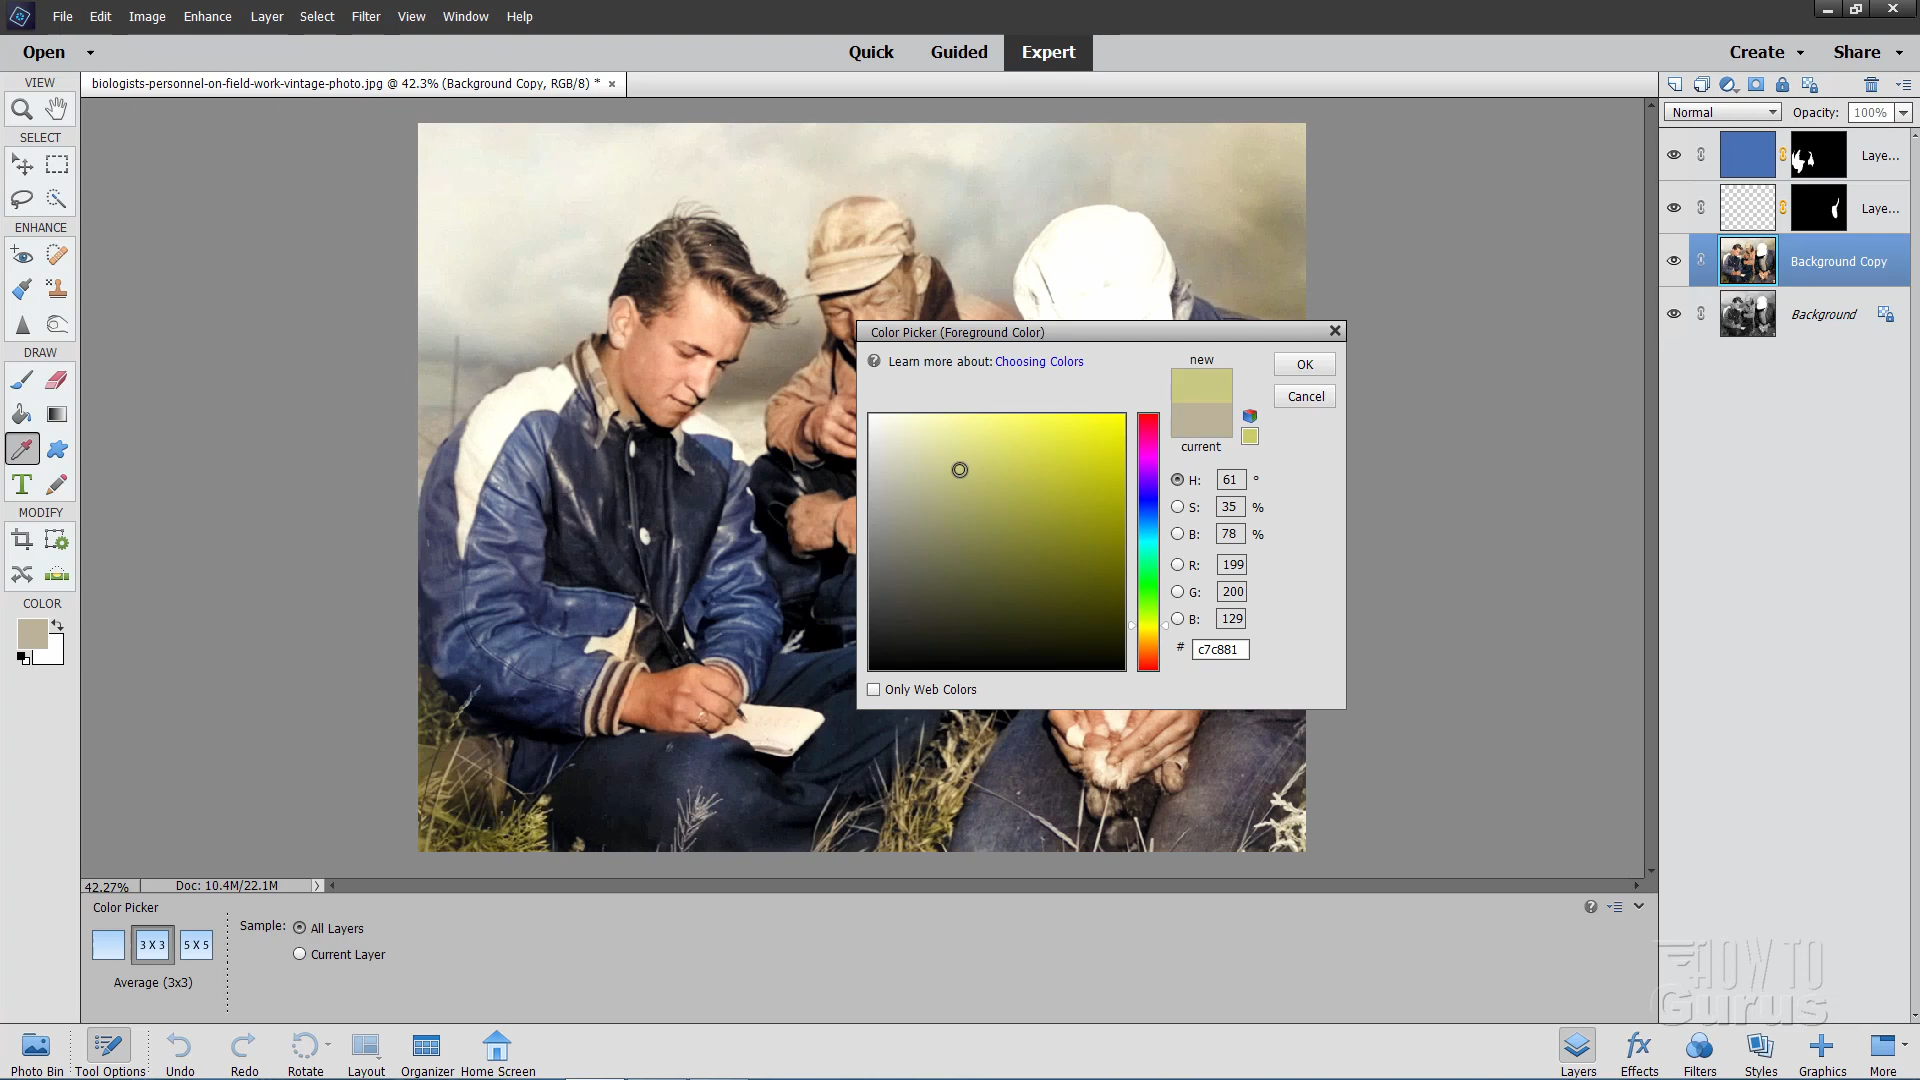 File Edit Image Enhance Layer Select Filter View Window Help
Open Quick Guided Expert Create Share
VIEW
biologists-personnel-on-field-work-vintage-photo.jpg @ 42.3% (Background Copy, RGB/8) * ×
Normal Opacity: 100%
SELECT
Laye...
Laye...
ENHANCE
Background Copy
Background
DRAW
Color Picker (Foreground Color)
Learn more about: Choosing Colors
new
OK
Cancel
current
H: 61 °
S: 35 %
B: 78 %
R: 199
G: 200
B: 129
# c7c881
Only Web Colors
T
MODIFY
COLOR
42.27% Doc: 10.4M/22.1M
Color Picker
Sample: All Layers
Current Layer
3 X 3 5 X 5
Average (3x3)
HOW TO
Gurus
Photo Bin Tool Options Undo Redo Rotate Layout Organizer Home Screen
fx
Layers Effects Filters Styles Graphics More